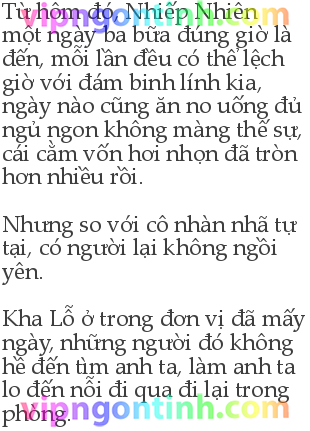 vipngontinh.com
Từ hôm đó, Nhiếp Nhiên
một ngày ba bữa đúng giờ là
đến, mỗi lần đều có thể lệch
giờ với đám binh lính kia,
ngày nào cũng ăn no uống đủ
ngủ ngon không màng thế sự,
cái cằm vốn hơi nhọn đã tròn
hơn nhiều rồi.
Nhưng so với cô nhàn nhã tự
tại, có người lại không ngồi
yên.
Kha Lỗ ở trong đơn vị đã mấy
ngày, những người đó không
hề đến tìm anh ta, làm anh ta
lo đến nỗi đi qua đi lại trong
phòng.
vipngontinh.com